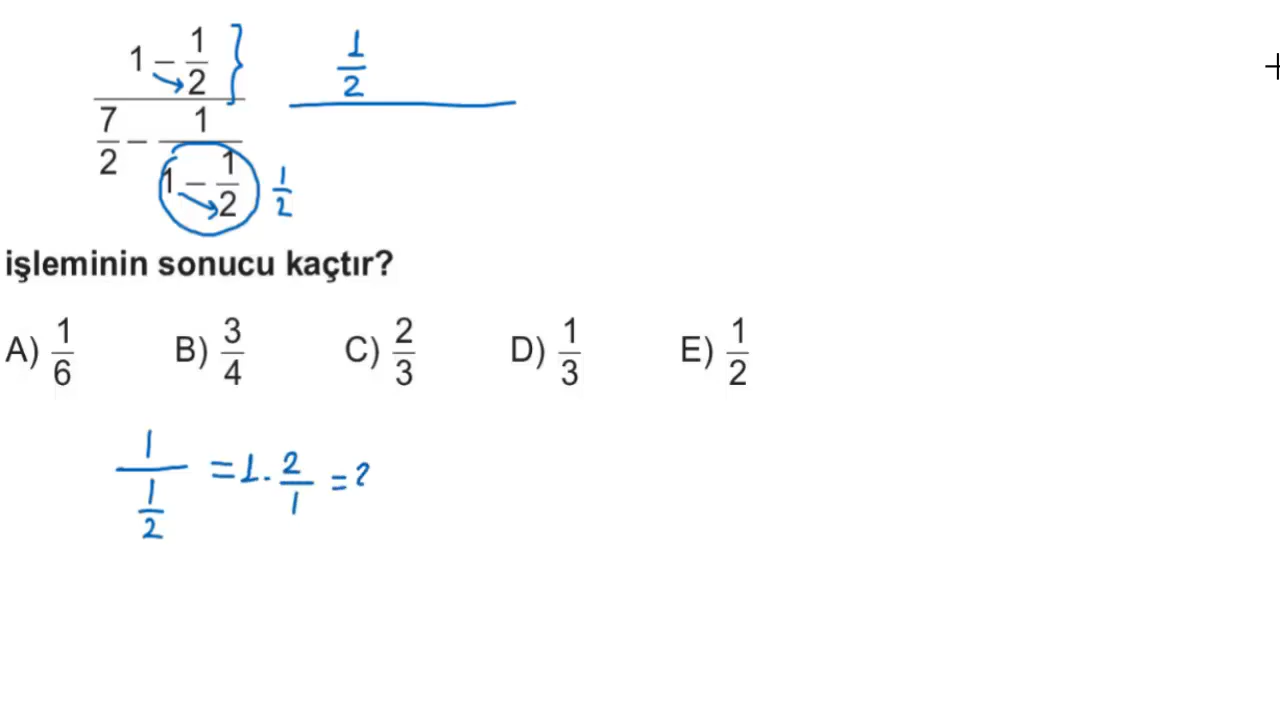 1 − 1/2 } 1/2
7/2 − 1/(1 − 1/2) 1/2
işleminin sonucu kaçtır?
A) 1/6 B) 3/4 C) 2/3 D) 1/3 E) 1/2
1/(1/2) = 1 . 2/1 = 2